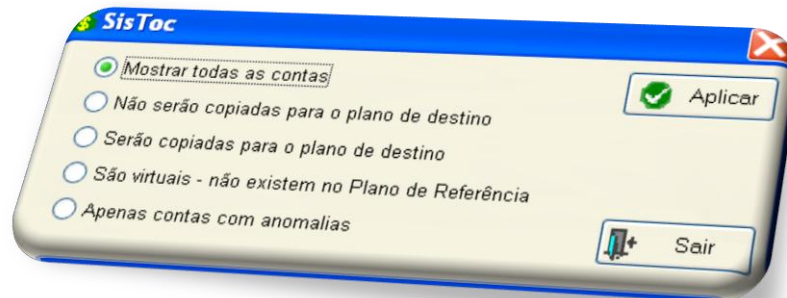 SisToc
Mostrar todas as contas
Aplicar
Não serão copiadas para o plano de destino
Serão copiadas para o plano de destino
São virtuais - não existem no Plano de Referência
Apenas contas com anomalias
Sair